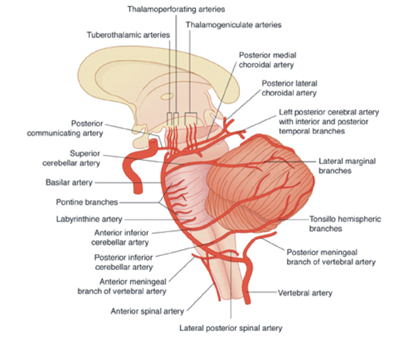 Thalamoperforating arteries
Thalamogeniculate arteries
Tuberothalamic arteries
Posterior medial
choroidal artery
Posterior lateral
choroidal artery
Left posterior cerebral artery
with interior and posterior
temporal branches
Posterior
communicating artery
Superior
cerebellar artery
Lateral marginal
branches
Basilar artery
Pontine branches
Labyrinthine artery
Tonsillo hemispheric
branches
Anterior inferior
cerebellar artery
Posterior inferior
cerebellar artery
Posterior meningeal
branch of vertebral artery
Anterior meningeal
branch of vertebral artery
Vertebral artery
Anterior spinal artery
Lateral posterior spinal artery